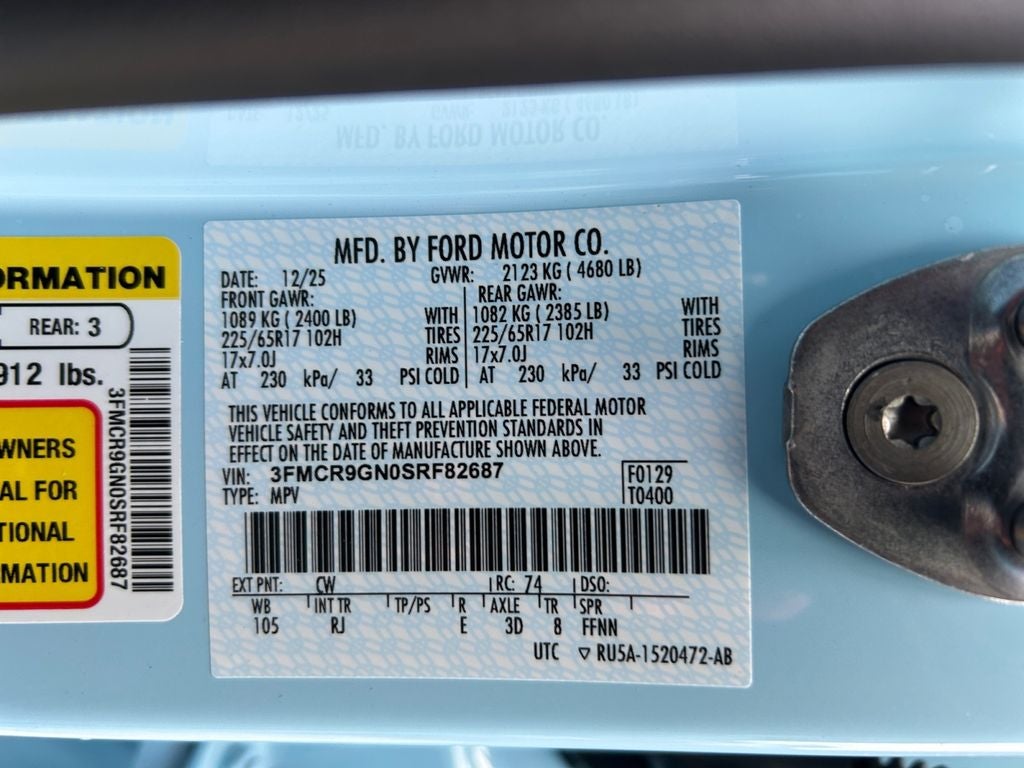 MFD. BY FORD MOTOR CO.
DATE: 12/25 GVWR: 2123 KG ( 4680 LB)
FRONT GAWR: REAR GAWR:
1089 KG ( 2400 LB) WITH 1082 KG ( 2385 LB) WITH
225/65R17 102H TIRES 225/65R17 102H TIRES
17x7.0J RIMS 17x7.0J RIMS
AT 230 kPa/ 33 PSI COLD AT 230 kPa/ 33 PSI COLD
THIS VEHICLE CONFORMS TO ALL APPLICABLE FEDERAL MOTOR
VEHICLE SAFETY AND THEFT PREVENTION STANDARDS IN
EFFECT ON THE DATE OF MANUFACTURE SHOWN ABOVE.
VIN: 3FMCR9GN0SRF82687 F0129
TYPE: MPV T0400
EXT PNT: CW RC: 74 DSO:
WB INT TR TP/PS R AXLE TR SPR
105 RJ E 3D 8 FFNN
UTC ▽ RU5A-1520472-AB
ORMATION
REAR: 3
912 lbs.
3FMCR9GN0SRF82687
WNERS
AL FOR
TIONAL
MATION